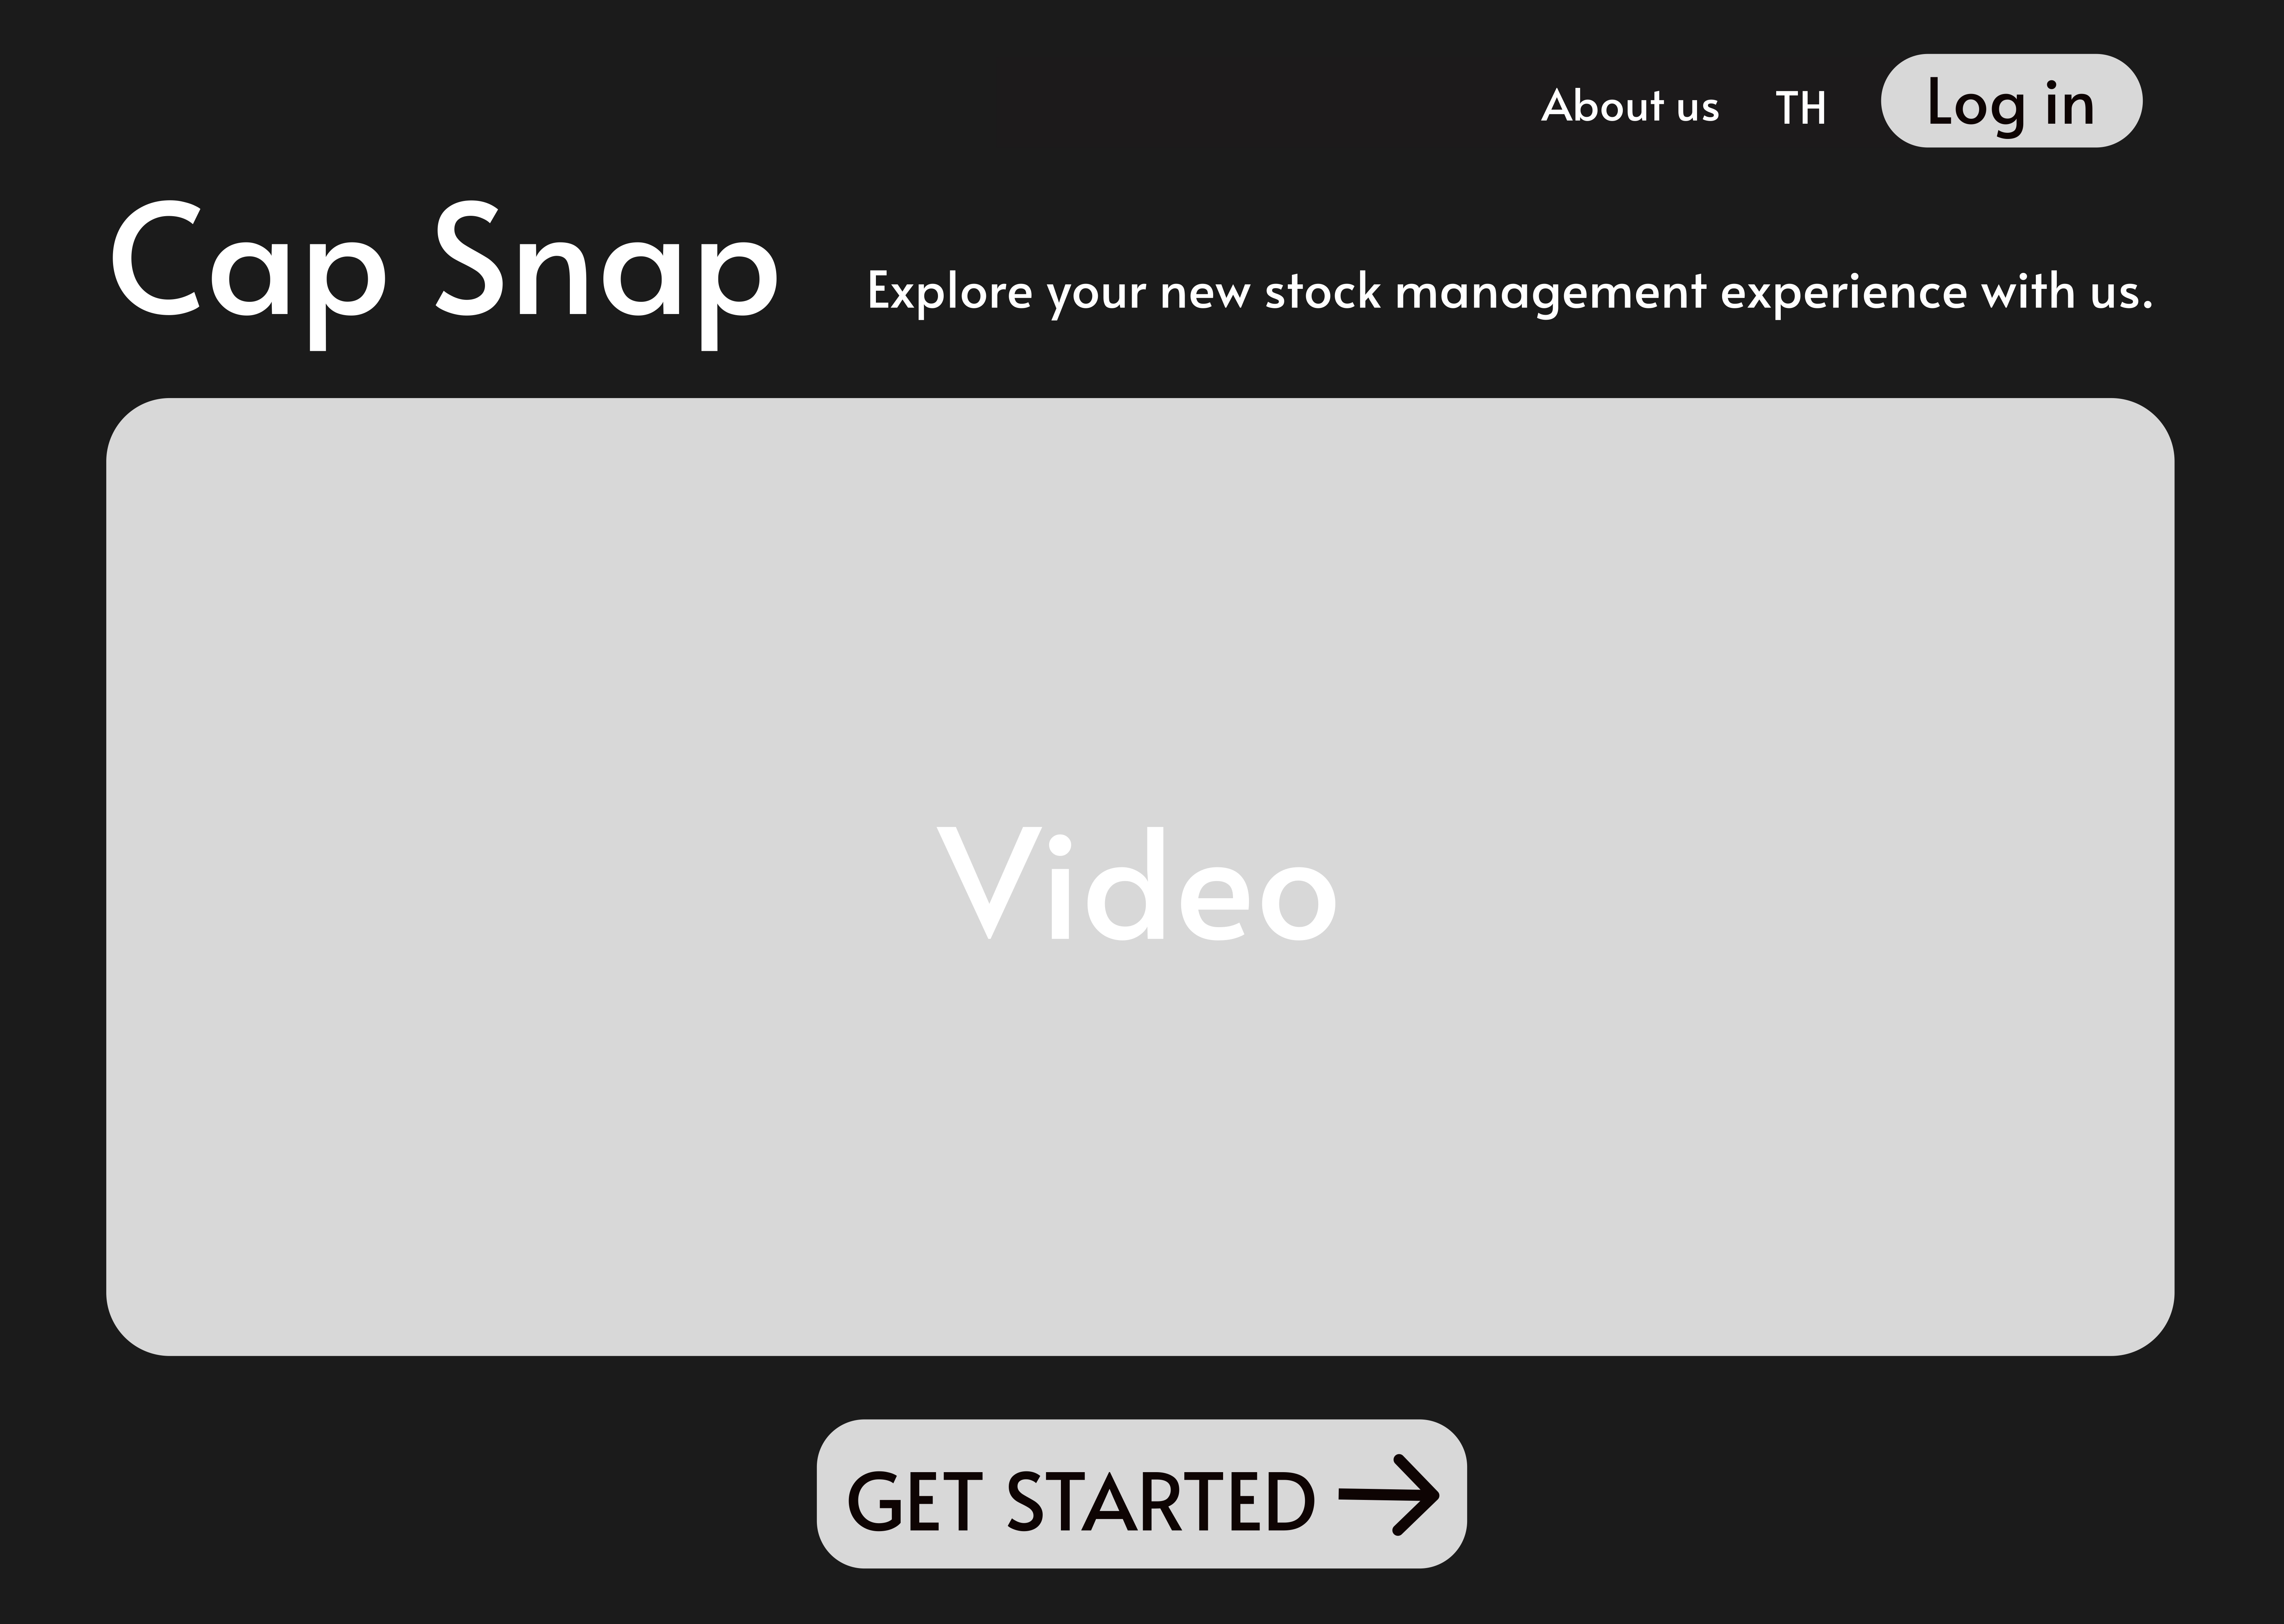 About us TH Log in
Cap Snap
Explore your new stock management experience with us.
Video
GET STARTED